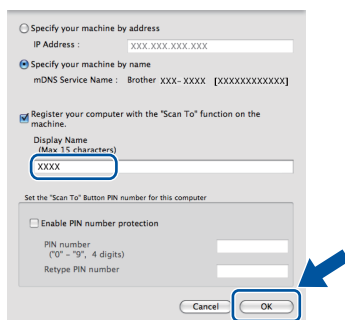 Specify your machine by address
IP Address : XXX.XXX.XXX.XXX
Specify your machine by name
mDNS Service Name : Brother XXX-XXXX [XXXXXXXXXXXX]
Register your computer with the "Scan To" function on the
machine.
Display Name
(Max 15 characters)
XXXX
Set the "Scan To" Button PIN number for this computer
Enable PIN number protection
PIN number
("0" - "9", 4 digits)
Retype PIN number
Cancel OK